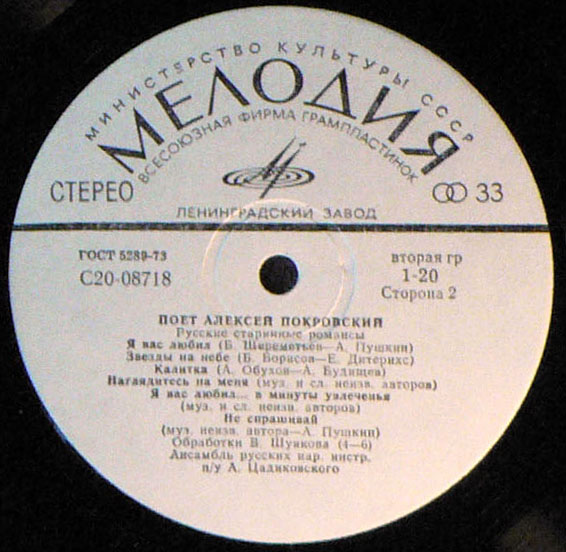 МИНИСТЕРСТВО КУЛЬТУРЫ СССР
МЕЛОДИЯ
ВСЕСОЮЗНАЯ ФИРМА ГРАМПЛАСТИНОК
СТЕРЕО
33
ЛЕНИНГРАДСКИЙ ЗАВОД
ГОСТ 5289-73
С20-08718
вторая гр
1-20
Сторона 2
ПОЕТ АЛЕКСЕЙ ПОКРОВСКИЙ
Русские старинные романсы
Я вас любил (Б. Шереметьев—А. Пушкин)
Звезды на небе (Б. Борисов—Е. Дитерихс)
Калитка (А. Обухов—А. Будищев)
Наглядитесь на меня (муз. и сл. неизв. авторов)
Я вас любил... в минуты увлеченья
(муз. и сл. неизв. авторов)
Не спрашивай
(муз. неизв. автора—А. Пушкин)
Обработки В. Шуякова (4—6)
Ансамбль русских нар. инстр.
п/у А. Цадиковского